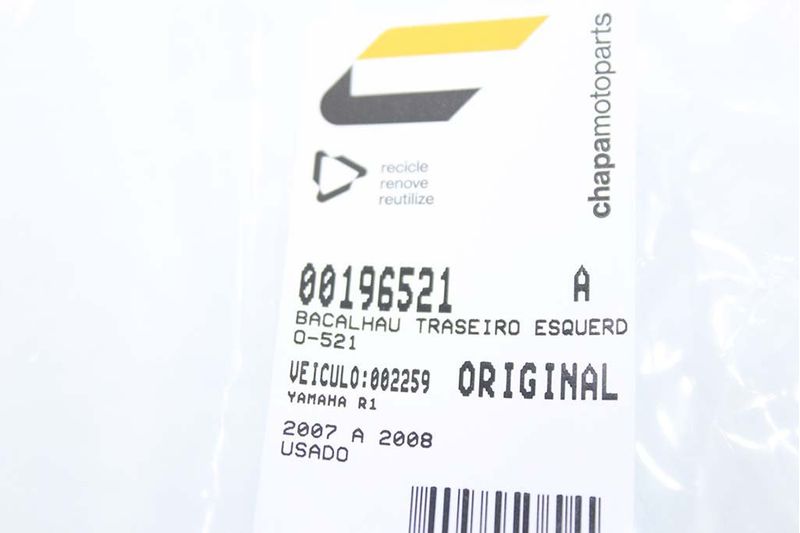 chapamotoparts
recicle
renove
reutilize
00196521 A
BACALHAU TRASEIRO ESQUERD
O-521
VEICULO:002259 ORIGINAL
YAMAHA R1
2007 A 2008
USADO